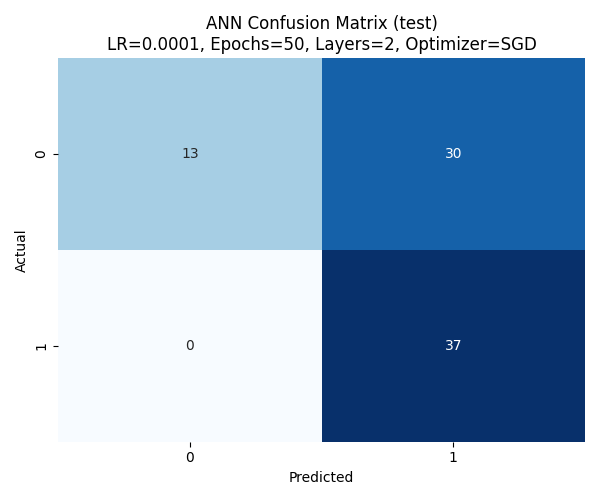 ANN Confusion Matrix (test)
LR=0.0001, Epochs=50, Layers=2, Optimizer=SGD
0
13
30
Actual
1
0
37
0
1
Predicted